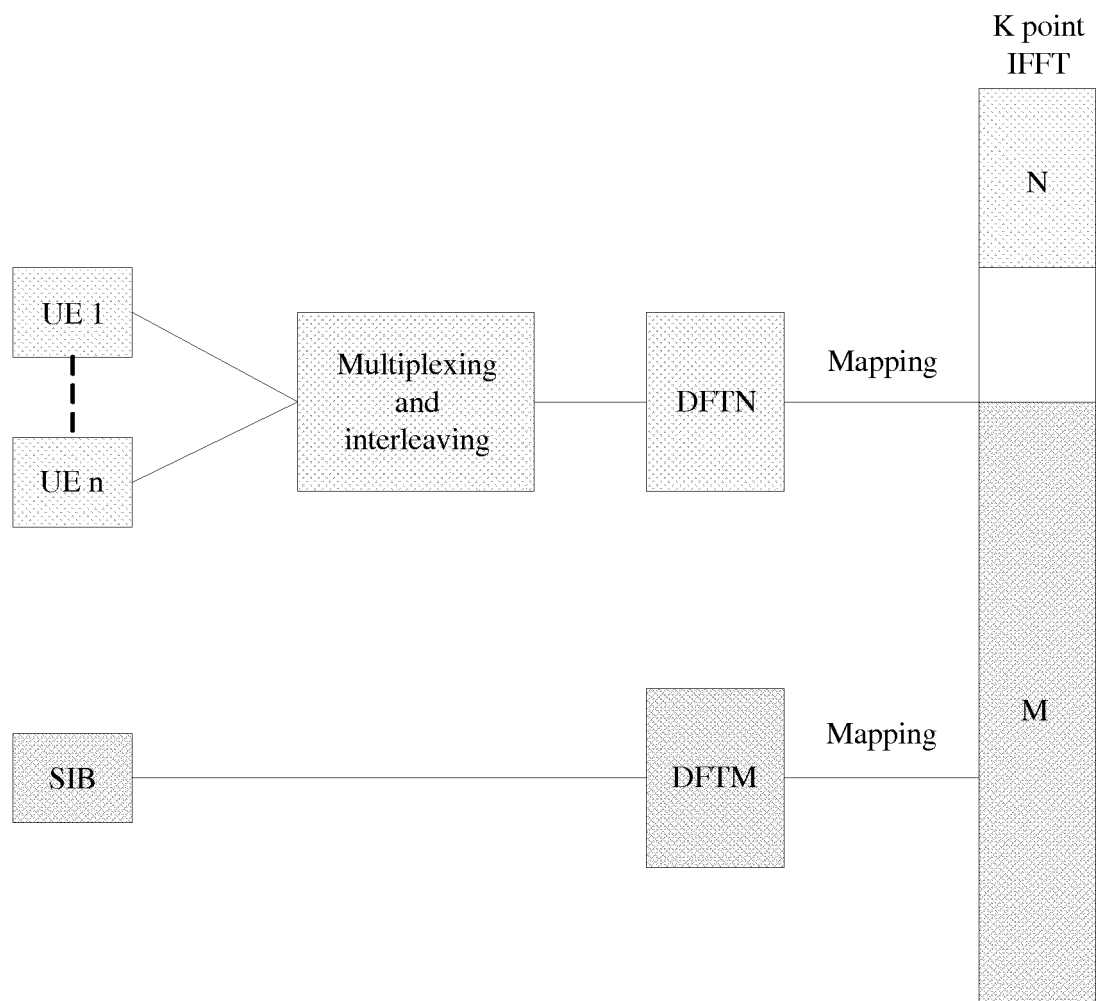 K point
IFFT
N
UE 1
Multiplexing
and
interleaving
DFTN
Mapping
UE n
M
SIB
DFTM
Mapping